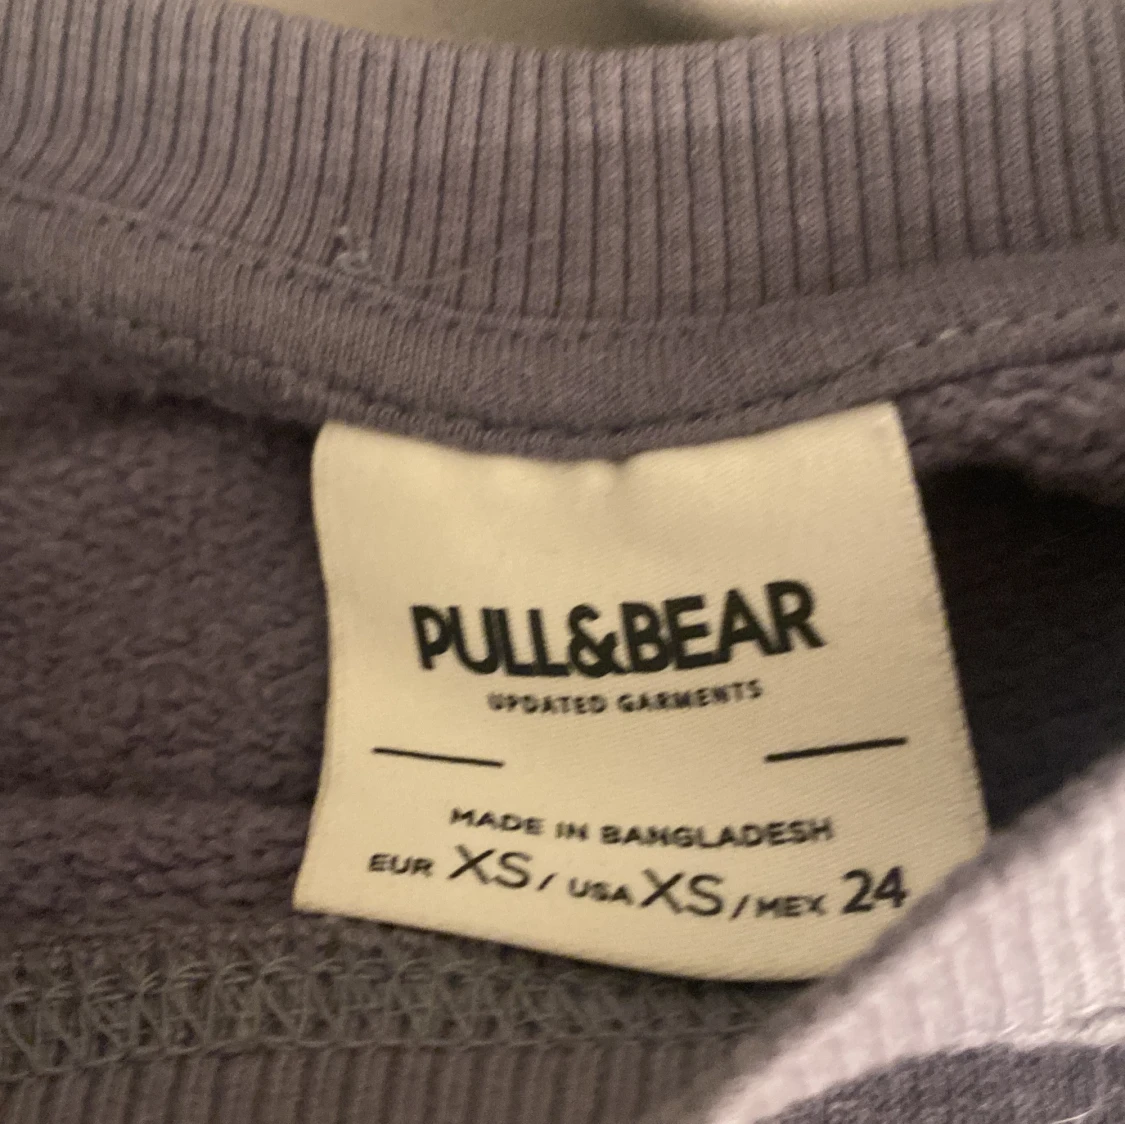 PULL&BEAR
UPDATED GARMENTS
MADE IN BANGLADESH
EUR XS / USA XS / MEX 24